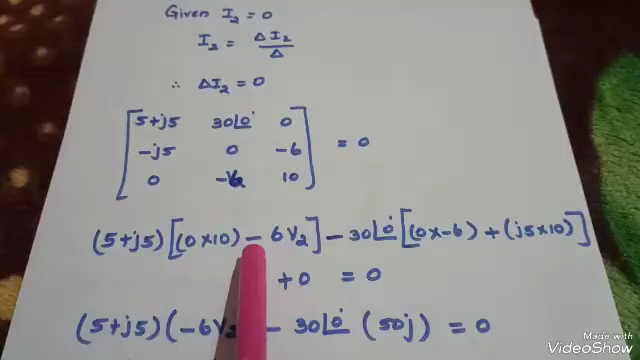 Given I₂ = 0
I₂ = ΔI₂/Δ
∴ ΔI₂ = 0
[5+j5 30∠0° 0
-j5 0 -6 = 0
0 -V₂ 10]
(5+j5)[(0×10) - 6V₂] - 30∠0° [(0×-6) + (j5×10)]
+0 = 0
(5+j5)(-6V₂ - 30∠0° (50j) = 0
Made With
VideoShow